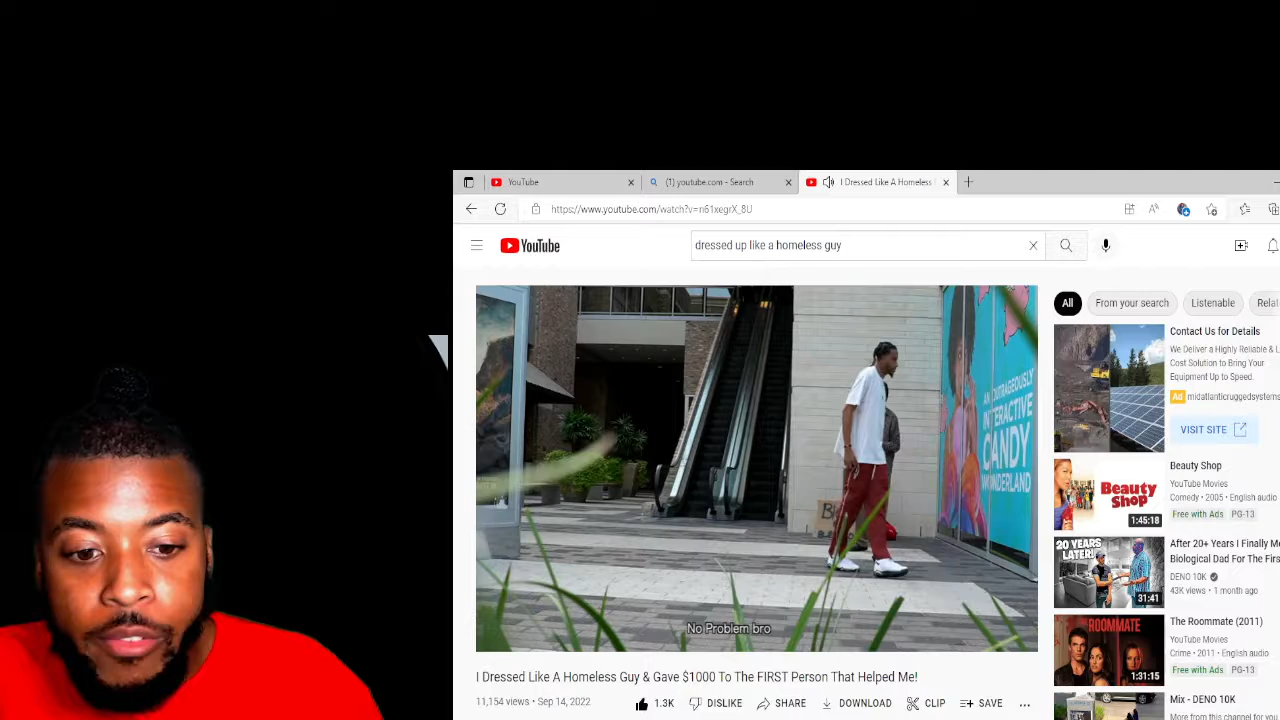 YouTube
(1) youtube.com - Search
I Dressed Like A Homeless
https://www.youtube.com/watch?v=n61xegrX_8U
YouTube
dressed up like a homeless guy
All
From your search
Listenable
AN OUTRAGEOUSLY
INTERACTIVE
CANDY
WONDERLAND
No Problem bro
I Dressed Like A Homeless Guy & Gave $1000 To The FIRST Person That Helped Me!
11,154 views • Sep 14, 2022
1.3K
DISLIKE
SHARE
DOWNLOAD
CLIP
SAVE
Contact Us for Details
We Deliver a Highly Reliable & L
Cost Solution to Bring Your
Equipment Up to Speed.
Ad midatlanticruggedsystems
VISIT SITE
Beauty Shop
YouTube Movies
Comedy • 2005 • English audio
Free with Ads
PG-13
Beauty
Shop
1:45:18
After 20+ Years I Finally Me
Biological Dad For The Firs
DENO 10K
43K views • 1 month ago
20 YEARS
LATER!
31:41
The Roommate (2011)
YouTube Movies
Crime • 2011 • English audio
Free with Ads
PG-13
ROOMMATE
1:31:15
Mix - DENO 10K
More from this channel for you